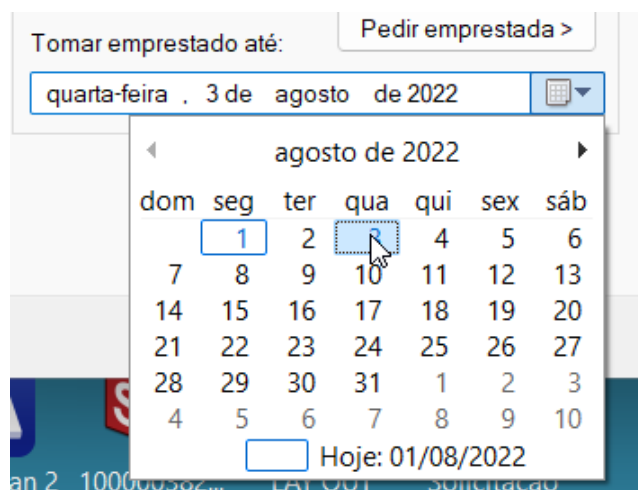 Pedir emprestada >
Tomar emprestado até:
quarta-feira , 3 de agosto de 2022
agosto de 2022
dom seg ter qua qui sex sáb
1 2 3 4 5 6
7 8 9 10 11 12 13
14 15 16 17 18 19 20
21 22 23 24 25 26 27
28 29 30 31 1 2 3
4 5 6 7 8 9 10
Hoje: 01/08/2022